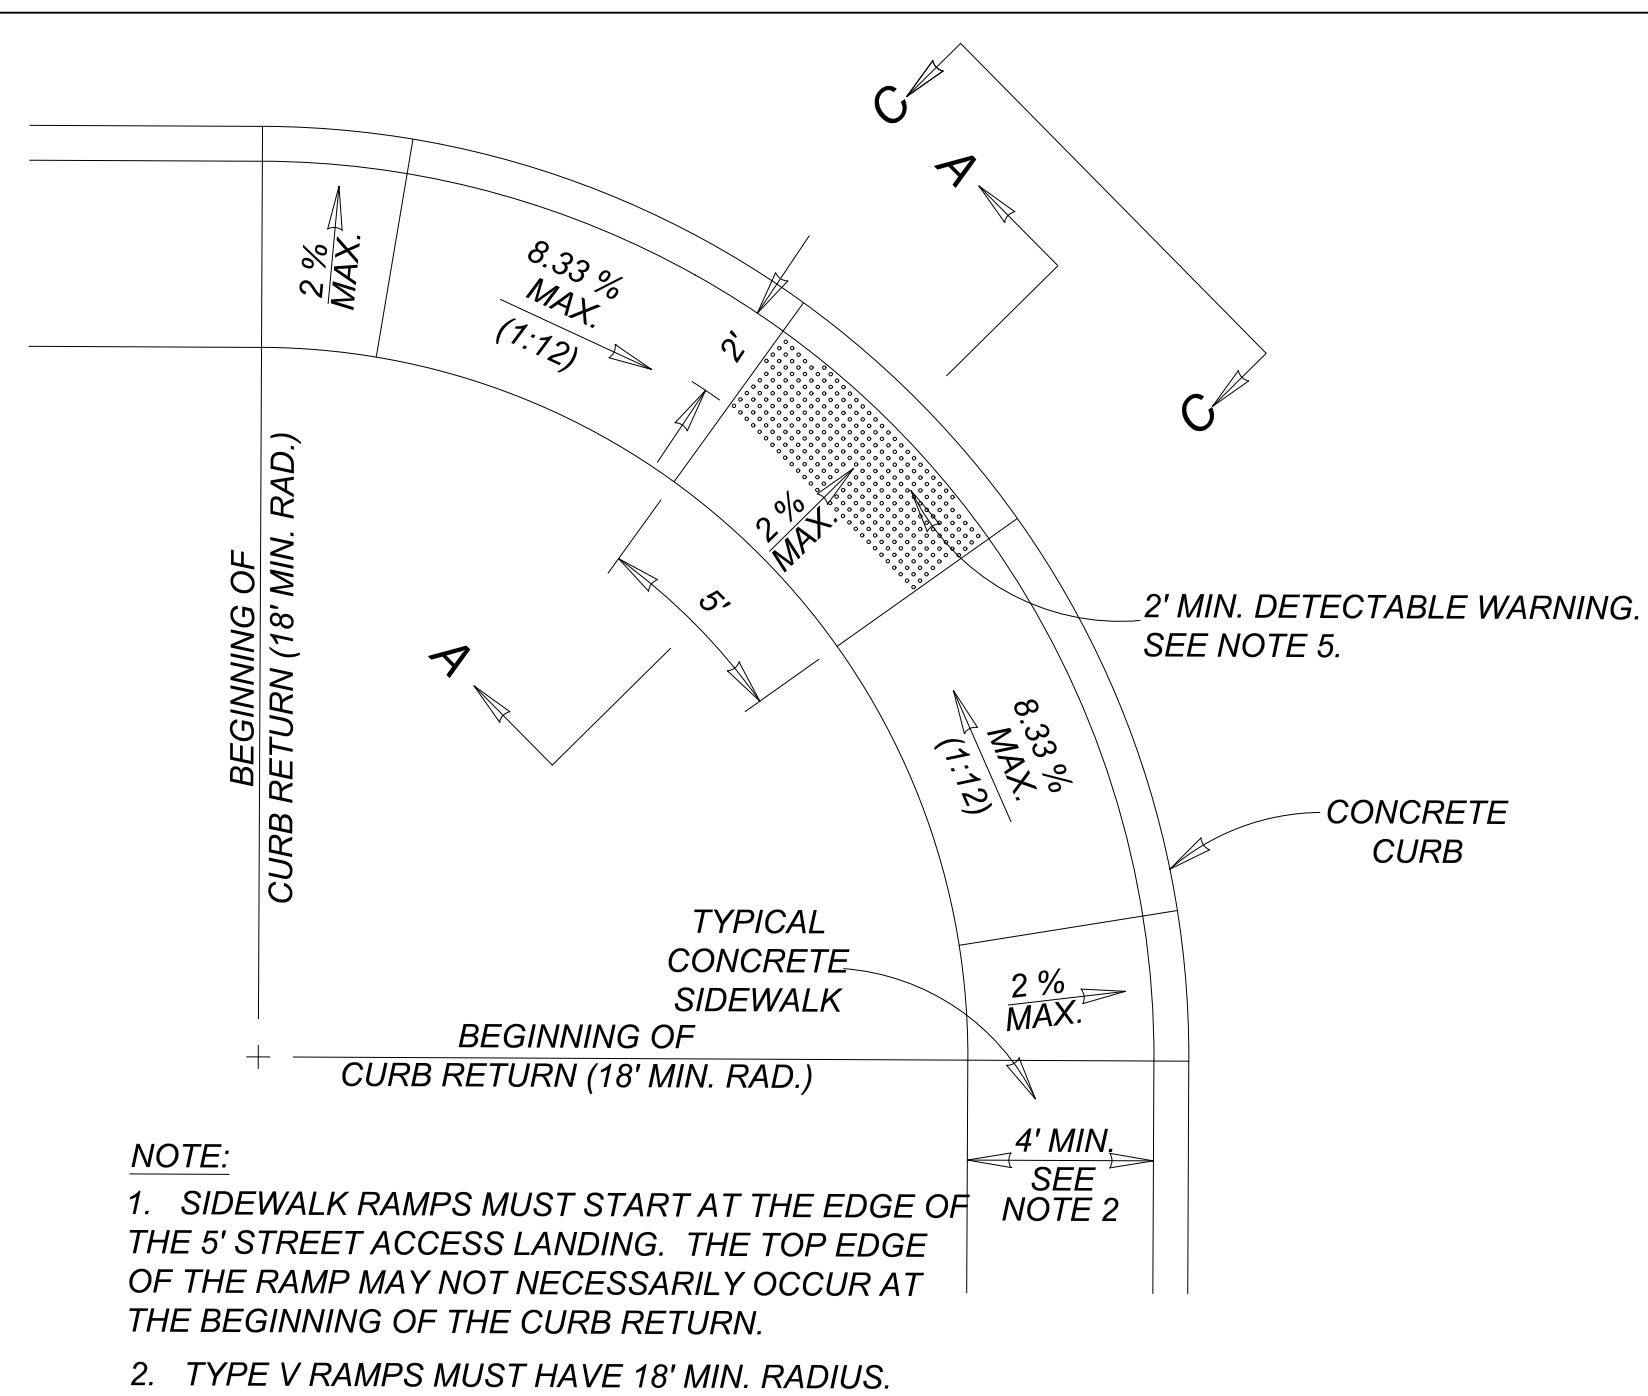 C
A
2 %
MAX.
8.33 %
MAX.
(1:12)
2'
C
2 %
MAX.
5'
A
2' MIN. DETECTABLE WARNING.
SEE NOTE 5.
BEGINNING OF
CURB RETURN (18' MIN. RAD.)
8.33 %
MAX.
(1:12)
CONCRETE
CURB
TYPICAL
CONCRETE
SIDEWALK
2 %
MAX.
BEGINNING OF
CURB RETURN (18' MIN. RAD.)
4' MIN.
SEE
NOTE 2
NOTE:
1. SIDEWALK RAMPS MUST START AT THE EDGE OF
THE 5' STREET ACCESS LANDING. THE TOP EDGE
OF THE RAMP MAY NOT NECESSARILY OCCUR AT
THE BEGINNING OF THE CURB RETURN.
2. TYPE V RAMPS MUST HAVE 18' MIN. RADIUS.